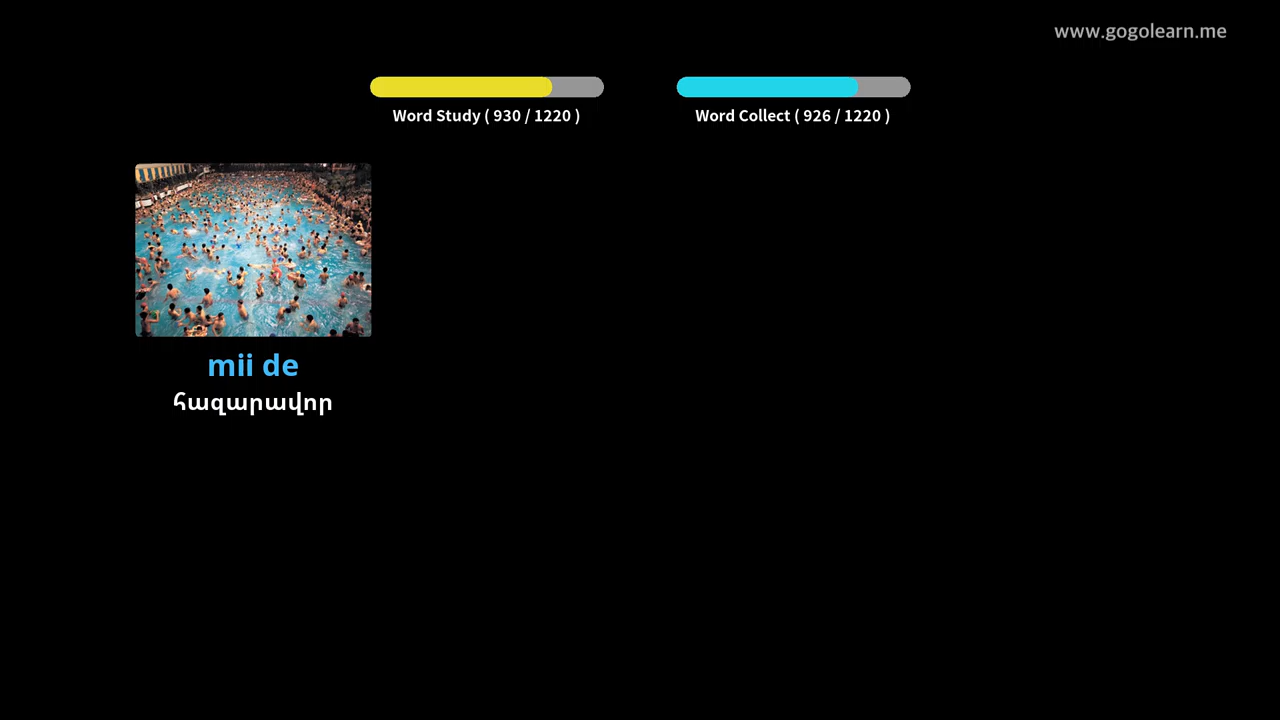 www.gogolearn.me
Word Study ( 930 / 1220 )
Word Collect ( 926 / 1220 )
mii de
հազարավոր